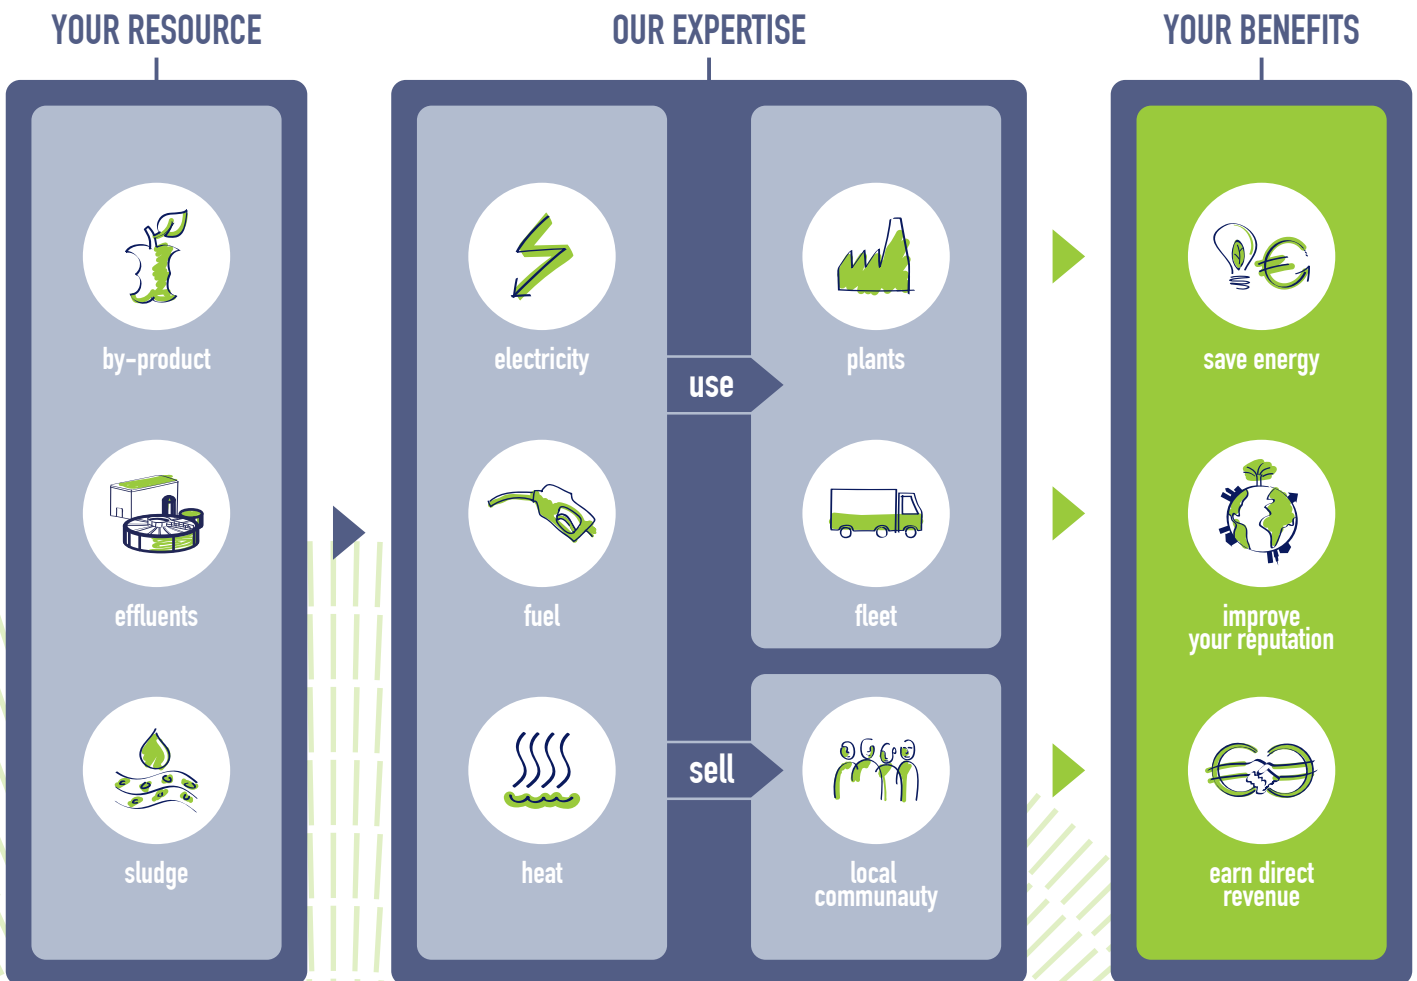 YOUR RESOURCE
OUR EXPERTISE
YOUR BENEFITS
by-product
effluents
sludge
electricity
fuel
heat
use
sell
plants
fleet
local
communauty
save energy
improve
your reputation
earn direct
revenue